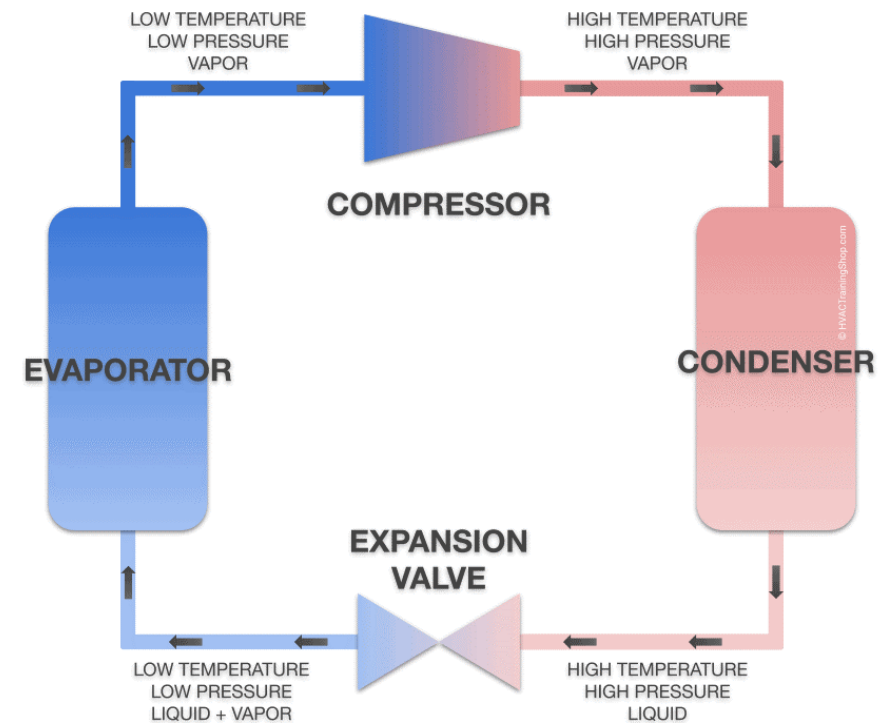 LOW TEMPERATURE
LOW PRESSURE
VAPOR
HIGH TEMPERATURE
HIGH PRESSURE
VAPOR
COMPRESSOR
© HVACTrainingShop.com
EVAPORATOR
CONDENSER
EXPANSION
VALVE
LOW TEMPERATURE
LOW PRESSURE
LIQUID + VAPOR
HIGH TEMPERATURE
HIGH PRESSURE
LIQUID